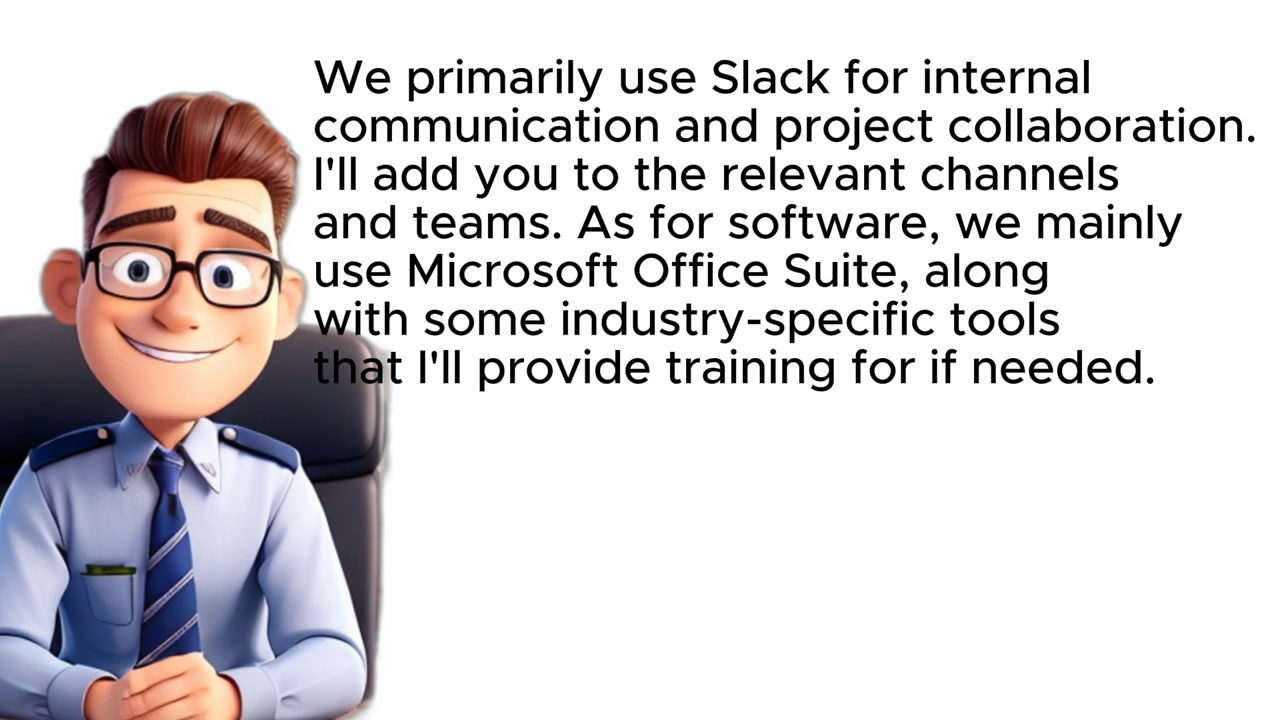 We primarily use Slack for internal
communication and project collaboration.
I'll add you to the relevant channels
and teams. As for software, we mainly
use Microsoft Office Suite, along
with some industry-specific tools
that I'll provide training for if needed.